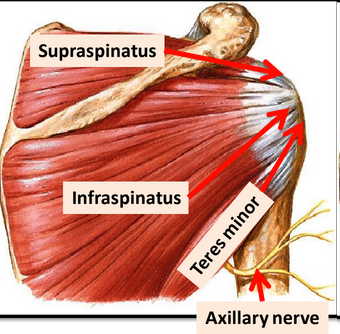 Supraspinatus
Infraspinatus
Teres minor
Axillary nerve